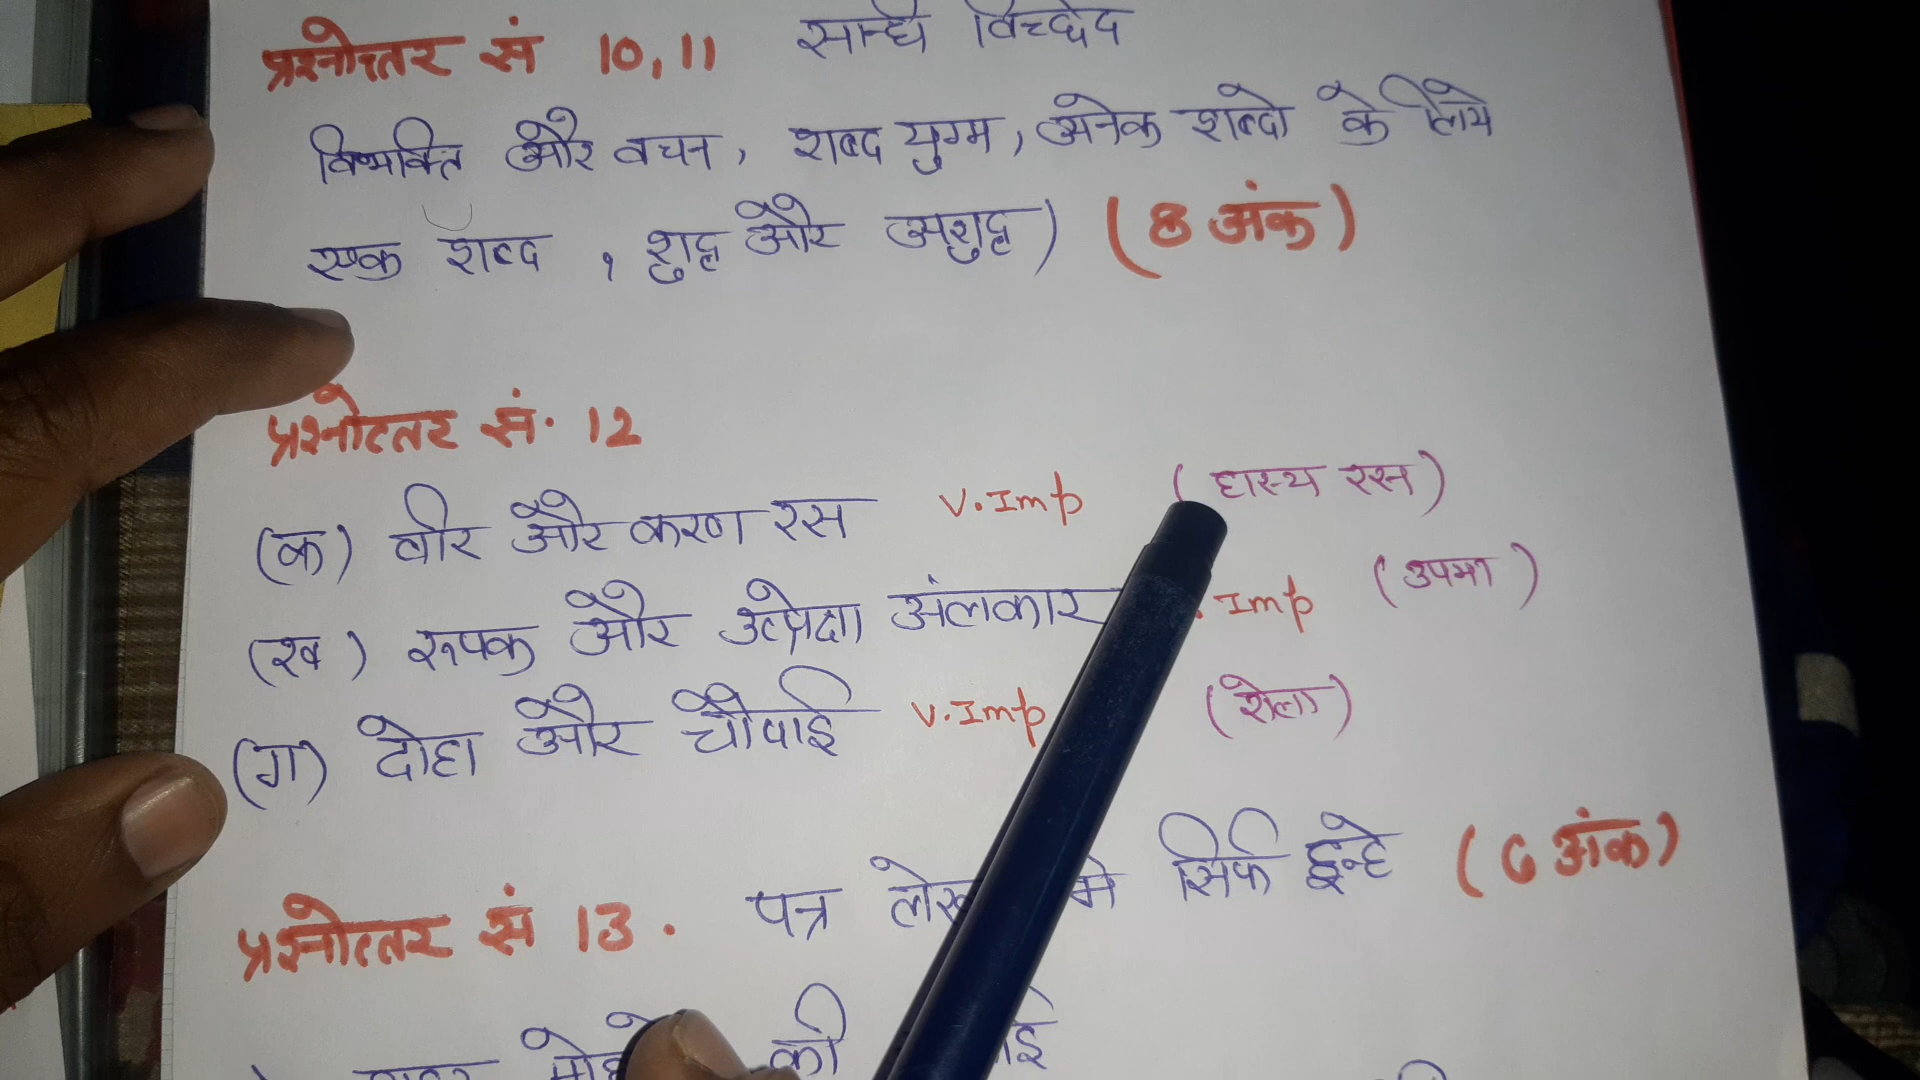 प्रश्नोत्तर सं 10,11 सन्धि विच्छेद
विभक्ति और वचन, शब्द युग्म, अनेक शब्दो के लिये
एक शब्द , शुद्ध और अशुद्ध) (8 अंक)
प्रश्नोत्तर सं. 12
(क) वीर और करूण रस V.Imp (हास्य रस)
(ख) रूपक और उत्प्रेक्षा अंलकार . Imp (उपमा)
(ग) दोहा और चौपाई V.Imp (रोला)
प्रश्नोत्तर सं 13. पत्र मे सिर्फ इन्हे (6 अंक)
की